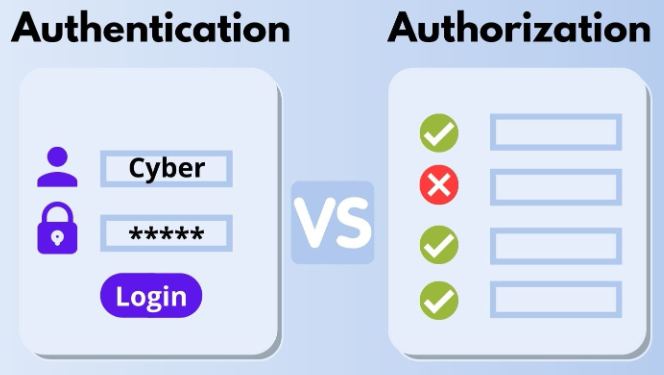 Authentication
Authorization
Cyber
*****
Login
VS